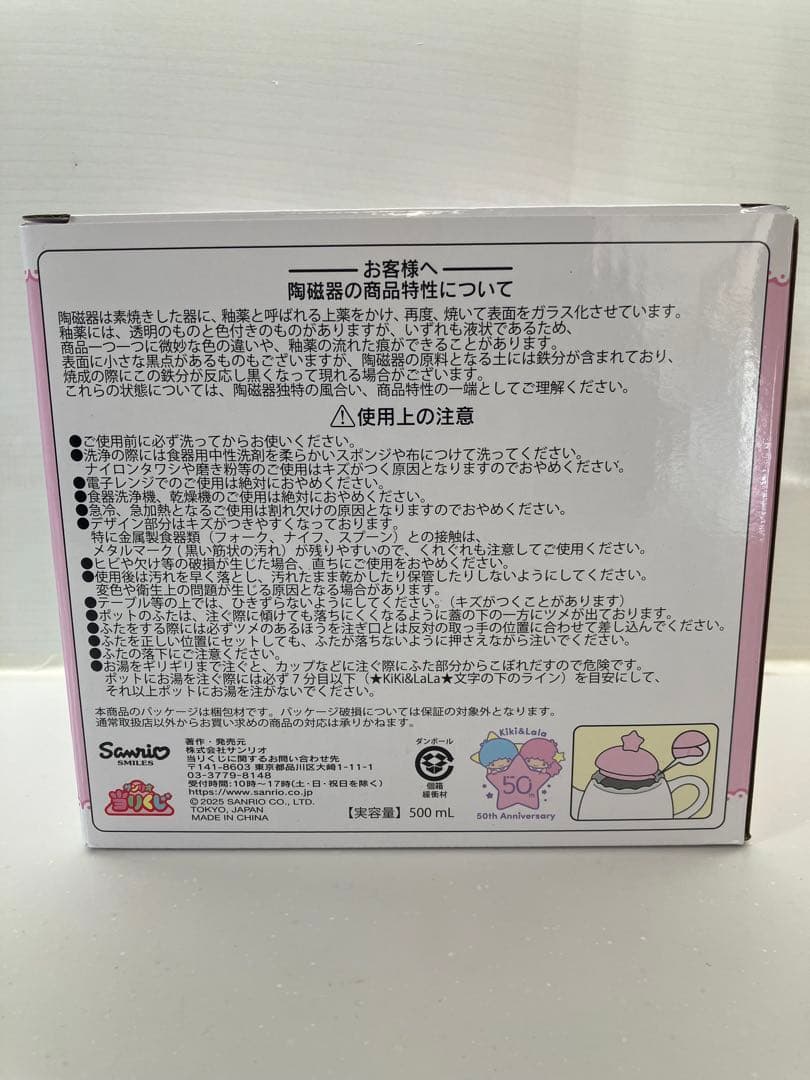 お客様へ
陶磁器の商品特性について
陶磁器は素焼きした器に、釉薬と呼ばれる上薬をかけ、再度、焼いて表面をガラス化させています。
釉薬には、透明のものと色付きのものがありますが、いずれも液状であるため、
商品一つ一つに微妙な色の違いや、釉薬の流れた痕ができることがあります。
表面に小さな黒点があるものもございますが、陶磁器の原料となる土には鉄分が含まれており、
焼成の際にこの鉄分が反応し黒くなって現れる場合がございます。
これらの状態については、陶磁器独特の風合い、商品特性の一端としてご理解ください。
⚠使用上の注意
●ご使用前に必ず洗ってからお使いください。
●洗浄の際には食器用中性洗剤を柔らかいスポンジや布につけて洗ってください。
ナイロンタワシや磨き粉等のご使用はキズがつく原因となりますのでおやめください。
●電子レンジでのご使用は絶対におやめください。
●食器洗浄機、乾燥機のご使用は絶対におやめください。
●急冷、急加熱となるご使用は割れ欠けの原因となりますのでおやめください。
●デザイン部分はキズがつきやすくなっております。
特に金属製食器類（フォーク、ナイフ、スプーン）との接触は、
メタルマーク(黒い筋状の汚れ）が残りやすいので、くれぐれも注意してご使用ください。
●ヒビや欠け等の破損が生じた場合、直ちにご使用をおやめください。
●使用後は汚れを早く落とし、汚れたまま乾かしたり保管したりしないようにしてください。
変色や衛生上の問題が生じる原因となる場合があります。
●テーブル等の上では、ひきずらないようにしてください。（キズがつくことがあります）
●ポットのふたは、注ぐ際に傾けても落ちにくくなるように蓋の下の一方にツメが出ております。
●ふたをする際には必ずツメのあるほうを注ぎ口とは反対の取っ手の位置に合わせて差し込んでください。
●ふたを正しい位置にセットしても、ふたが落ちないように押さえながら注いでください。
●ふたの落下にご注意ください。
●お湯をギリギリまで注ぐと、カップなどに注ぐ際にふた部分からこぼれだすので危険です。
ポットにお湯を注ぐ際には必ず７分目以下（★KiKi&LaLa★文字の下のライン）を目安にして、
それ以上ポットにお湯を注がないでください。
本商品のパッケージは梱包材です。パッケージ破損については保証の対象外となります。
通常取扱店以外からお買い求めの商品の対応は承りかねます。
Sanrio
SMILES
サンリオ
当りくじ
著作・発売元
株式会社サンリオ
当りくじに関するお問い合わせ先
〒141-8603 東京都品川区大崎1-11-1
03-3779-8148
受付時間:10時～17時(土・日・祝日を除く)
https://www.sanrio.co.jp
© 2025 SANRIO CO., LTD.
TOKYO, JAPAN
MADE IN CHINA
ダンボール
個箱
緩衝材
【実容量】500 mL
Kiki&Lala
50th
50th Anniversary